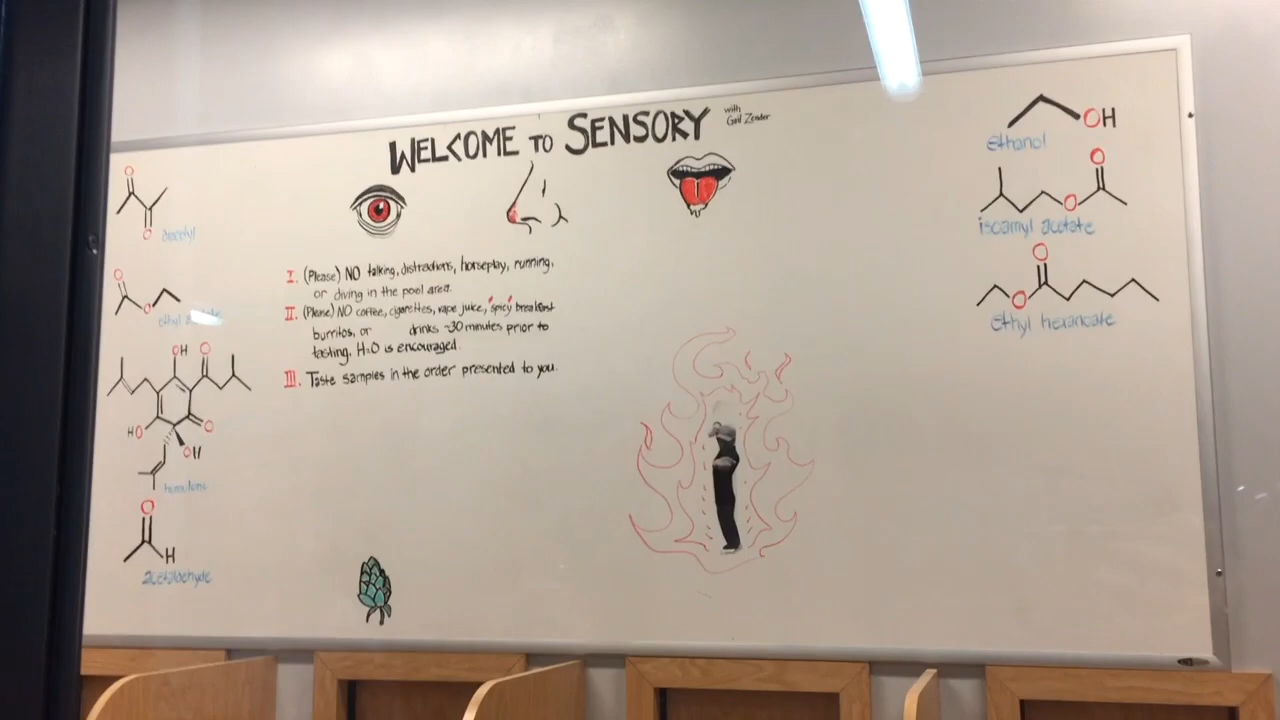 WELCOME TO SENSORY
with
Gail Zender
I. (Please) NO talking, distractions, horseplay, running,
or diving in the pool area.
II. (Please) NO coffee, cigarettes, vape juice, "spicy" breakfast
burritos, or drinks ~30 minutes prior to
tasting. H2O is encouraged.
III. Taste samples in the order presented to you.
O
O
diacetyl
O
O
ethyl
OH
O
HO
O
OH
O
H
acetaldehyde
OH
ethanol
O
O
isoamyl acetate
O
O
ethyl hexanoate